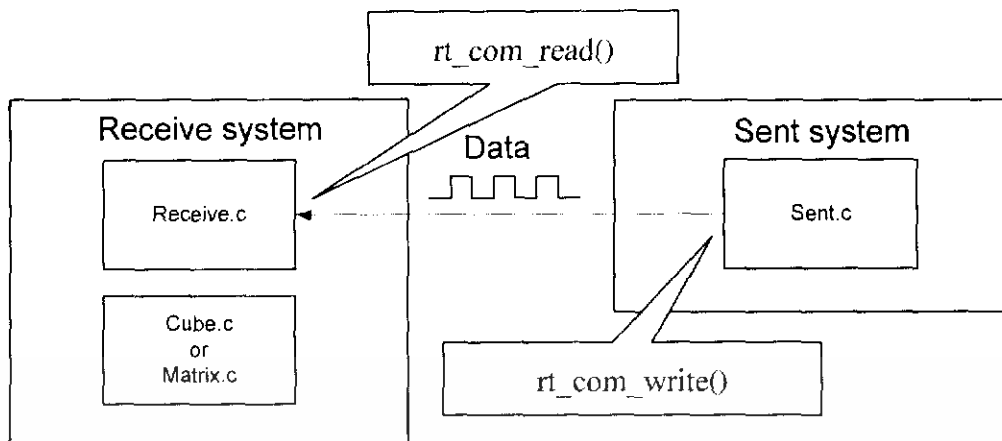 rt_com_read()
Receive system
Data
Sent system
Receive.c
Sent.c
Cube.c
or
Matrix.c
rt_com_write()